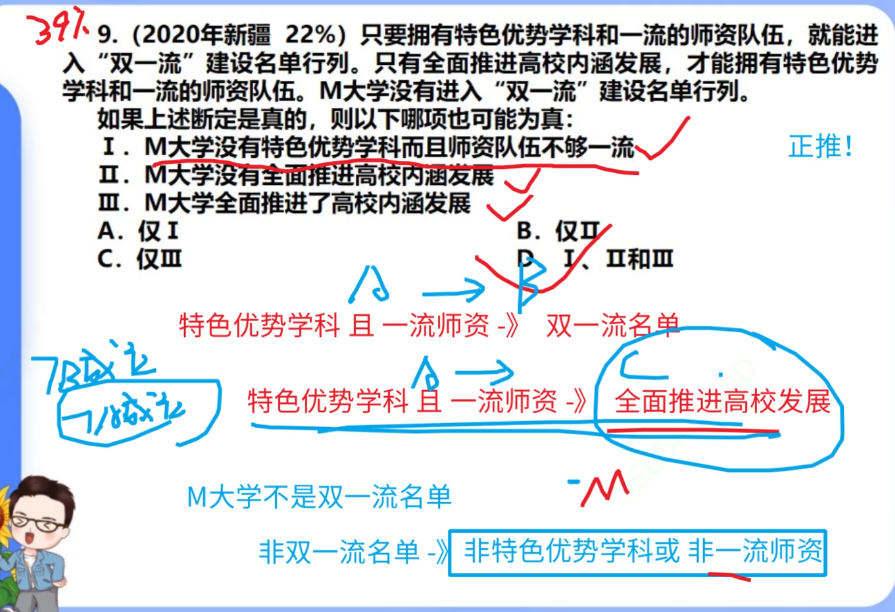 39%
9.（2020年新疆 22%）只要拥有特色优势学科和一流的师资队伍，就能进
入“双一流”建设名单行列。只有全面推进高校内涵发展，才能拥有特色优势
学科和一流的师资队伍。M大学没有进入“双一流”建设名单行列。
如果上述断定是真的，则以下哪项也可能为真：
Ⅰ．M大学没有特色优势学科而且师资队伍不够一流
正推！
Ⅱ．M大学没有全面推进高校内涵发展
Ⅲ．M大学全面推进了高校内涵发展
A．仅Ⅰ
B．仅Ⅱ
C．仅Ⅲ
D．Ⅰ、Ⅱ和Ⅲ
A → B
特色优势学科 且 一流师资 -》 双一流名单
7B成立
A → C
7A成立
特色优势学科 且 一流师资 -》 全面推进高校发展
-M
M大学不是双一流名单
非双一流名单 -》 非特色优势学科或 非一流师资